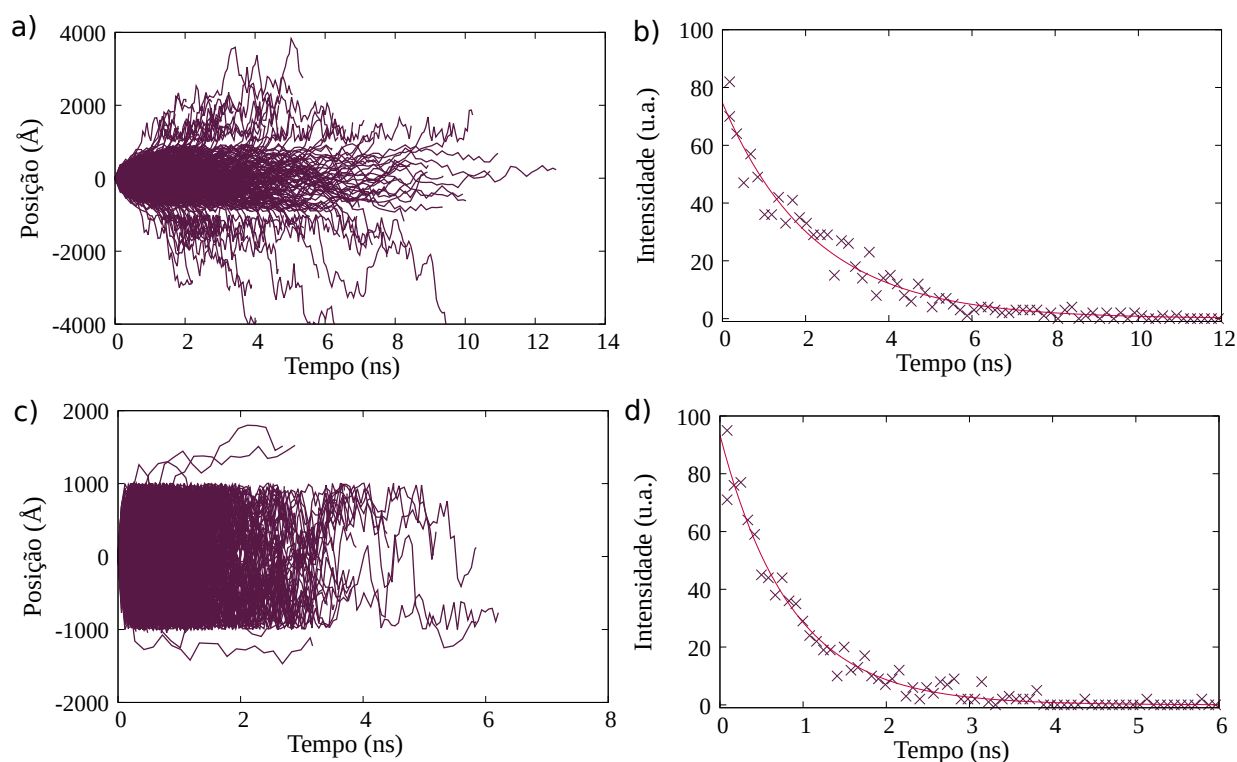 a)
4000
2000
0
-2000
-4000
Posição (Å)
0 2 4 6 8 10 12 14
Tempo (ns)
b)
100
80
60
40
20
0
Intensidade (u.a.)
0 2 4 6 8 10 12
Tempo (ns)
c)
2000
1000
0
-1000
-2000
Posição (Å)
0 2 4 6 8
Tempo (ns)
d)
100
80
60
40
20
0
Intensidade (u.a.)
0 1 2 3 4 5 6
Tempo (ns)